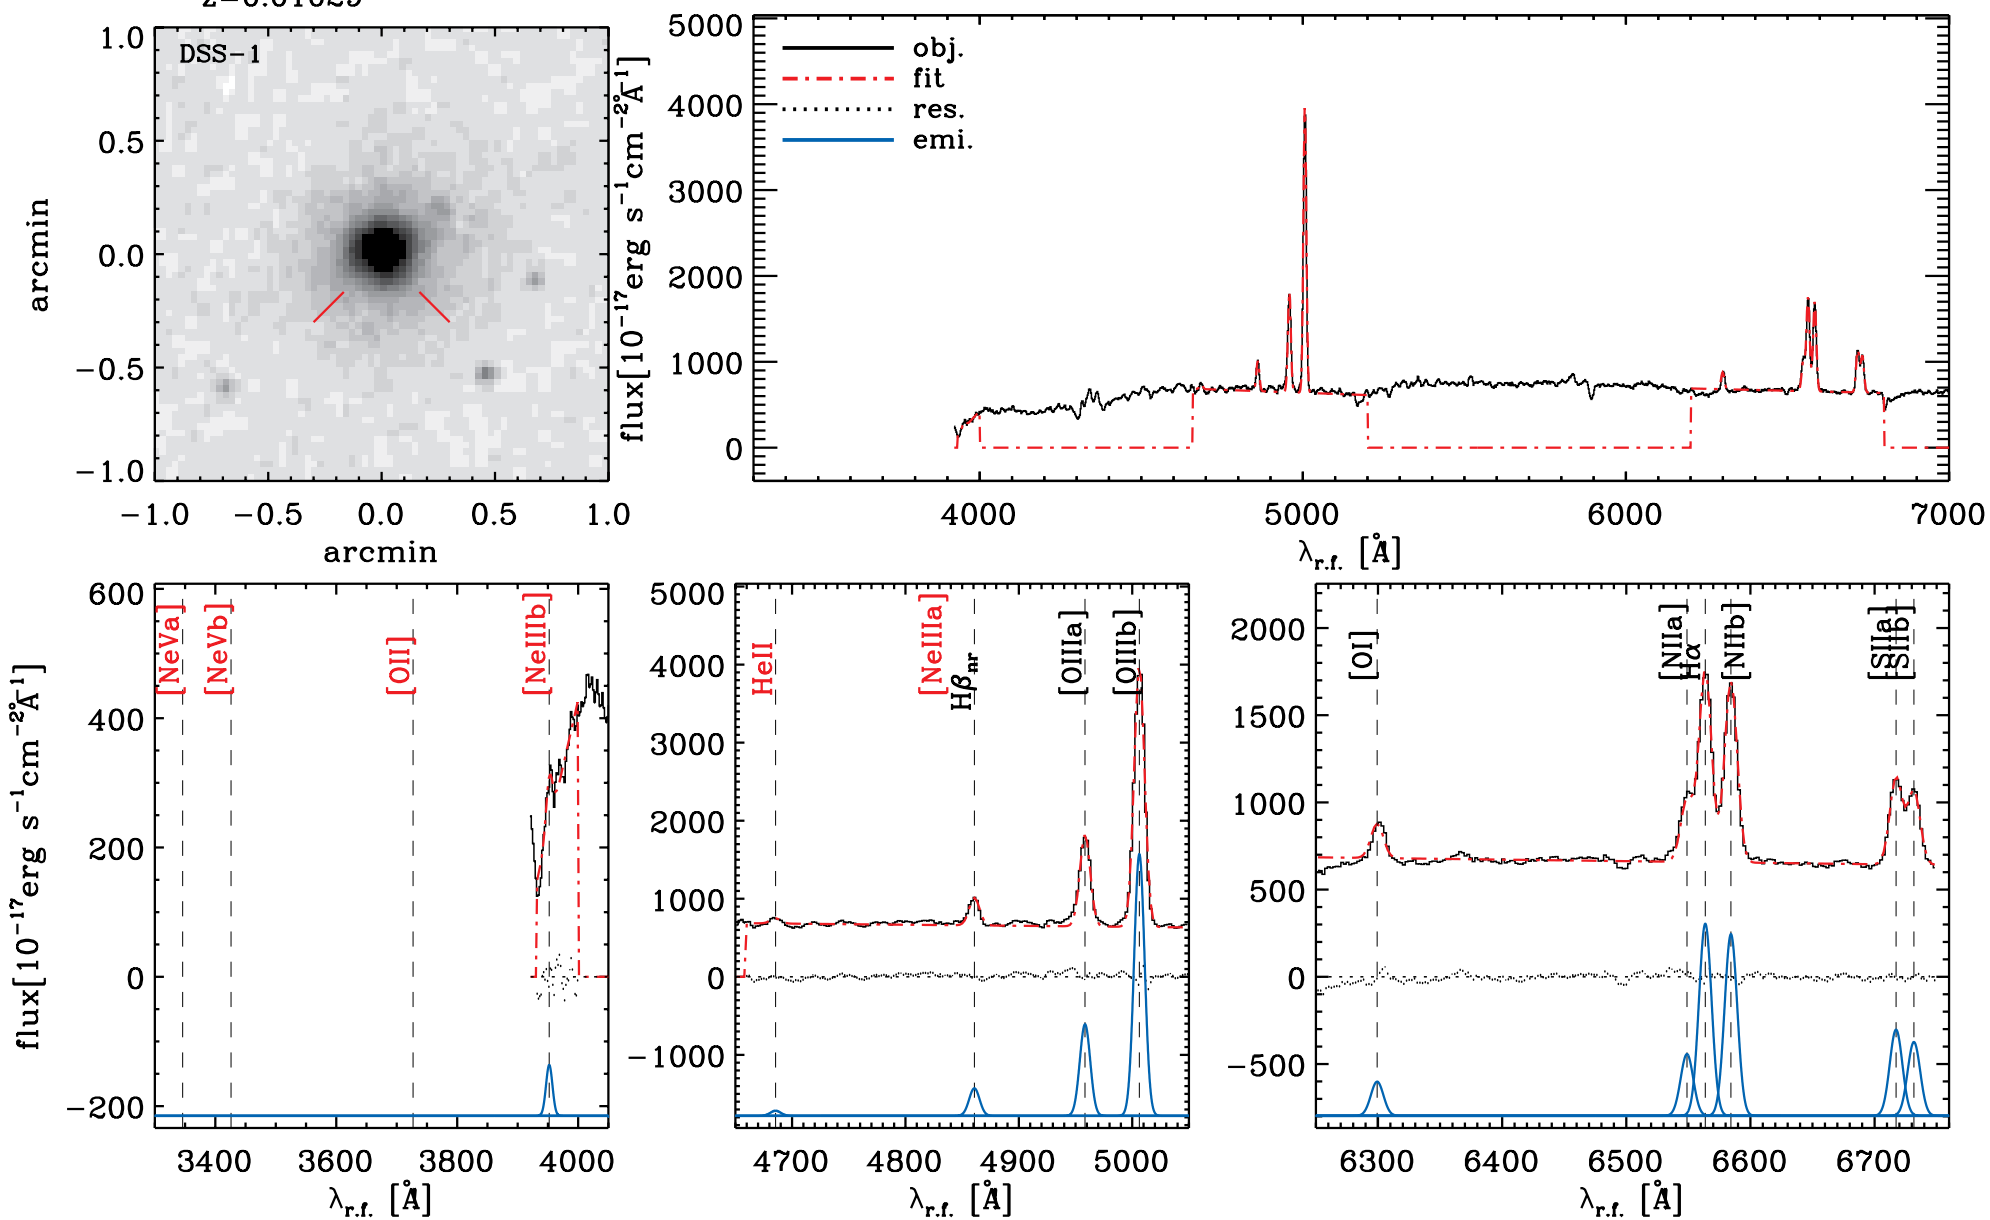 DSS-1
1.0
0.5
0.0
-0.5
-1.0
arcmin
-1.0 -0.5 0.0 0.5 1.0
arcmin
obj.
fit
res.
emi.
5000
4000
3000
2000
1000
0
flux[10⁻¹⁷erg s⁻¹cm⁻²Å⁻¹]
4000 5000 6000 7000
λr.f. [Å]
[NeVa]
[NeVb]
[OII]
[NeIIIb]
600
400
200
0
-200
flux[10⁻¹⁷erg s⁻¹cm⁻²Å⁻¹]
3400 3600 3800 4000
λr.f. [Å]
HeII
[NeIIIa]
Hβnr
[OIIIa]
[OIIIb]
5000
4000
3000
2000
1000
0
-1000
4700 4800 4900 5000
λr.f. [Å]
[OI]
[NIIa]
Hα
[NIIb]
[SIIa]
[SIIb]
2000
1500
1000
500
0
-500
6300 6400 6500 6600 6700
λr.f. [Å]